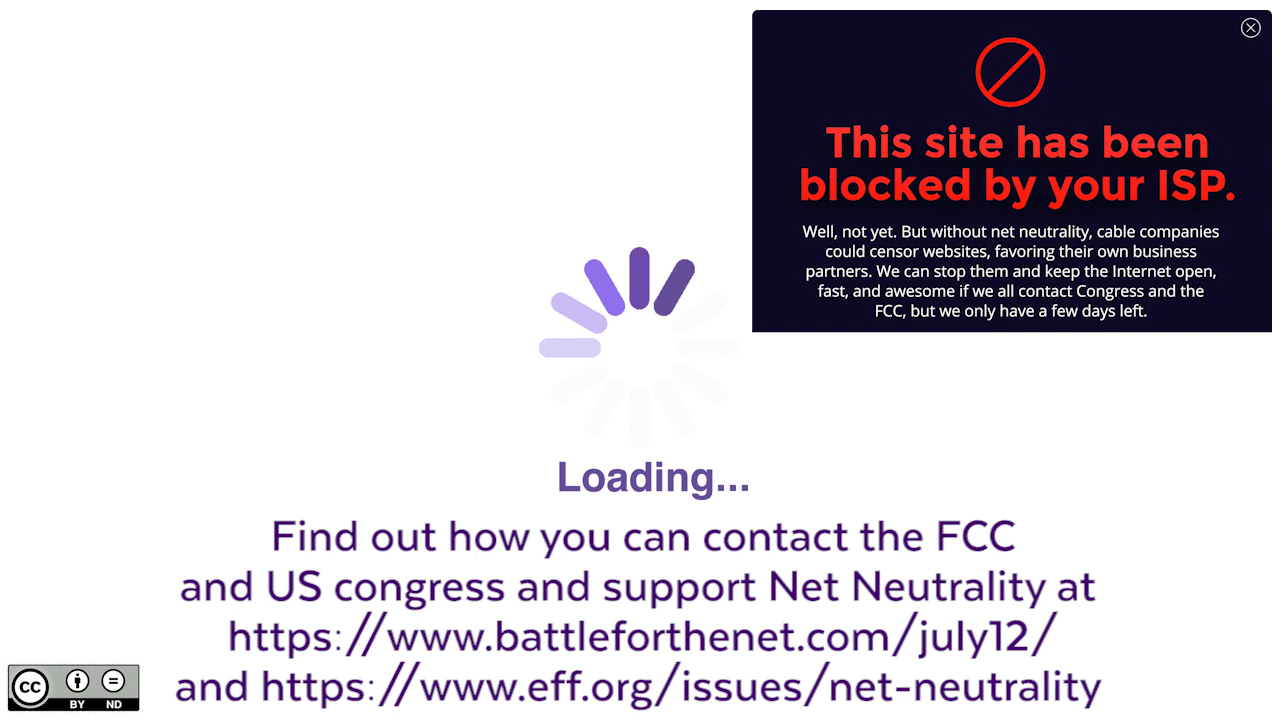 This site has been
blocked by your ISP.
Well, not yet. But without net neutrality, cable companies
could censor websites, favoring their own business
partners. We can stop them and keep the Internet open,
fast, and awesome if we all contact Congress and the
FCC, but we only have a few days left.
Loading...
Find out how you can contact the FCC
and US congress and support Net Neutrality at
https://www.battleforthenet.com/july12/
and https://www.eff.org/issues/net-neutrality
CC
BY ND